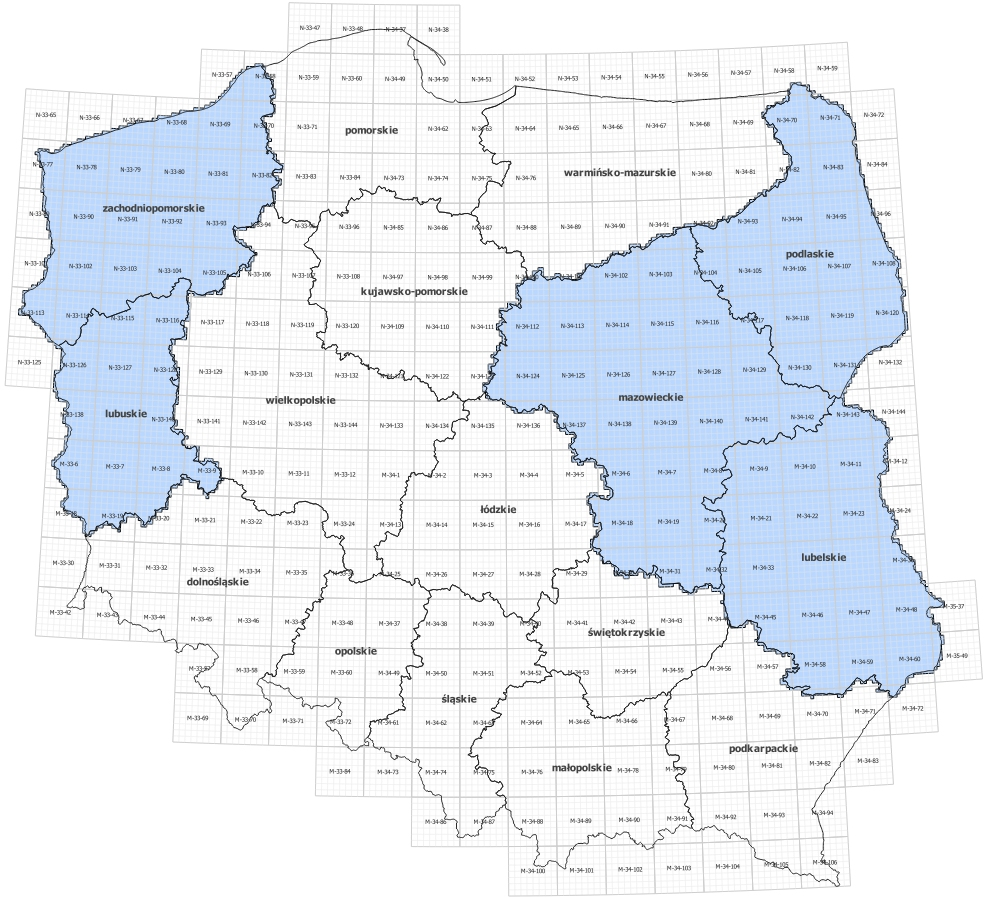 N-33-47 N-33-48 N-34-37 N-34-38
N-33-57 N-33-59 N-33-60 N-34-49 N-34-50 N-34-51 N-34-52 N-34-53 N-34-54 N-34-55 N-34-56 N-34-57 N-34-58 N-34-59
N-33-65 N-33-66 N-33-68 N-33-69 N-33-71 pomorskie N-34-62 N-34-63 N-34-64 N-34-65 N-34-66 N-34-67 N-34-68 N-34-69 N-34-70 N-34-71 N-34-72
N-33-77 N-33-78 N-33-79 N-33-80 N-33-81 N-33-82 N-33-83 N-33-84 N-34-73 N-34-74 N-34-75 N-34-76 warmińsko-mazurskie N-34-80 N-34-81 N-34-83 N-34-84
zachodniopomorskie
N-33-90 N-33-91 N-33-92 N-33-93 N-33-96 N-34-85 N-34-86 N-34-87 N-34-88 N-34-89 N-34-90 N-34-91 N-34-93 N-34-94 N-34-95 N-34-96
podlaskie
N-33-102 N-33-103 N-33-104 N-33-105 N-33-106 N-33-108 N-34-97 N-34-98 N-34-99 N-34-102 N-34-103 N-34-104 N-34-105 N-34-106 N-34-107 N-34-108
kujawsko-pomorskie
N-33-113 N-33-115 N-33-116 N-33-117 N-33-118 N-33-119 N-33-120 N-34-109 N-34-110 N-34-111 N-34-112 N-34-113 N-34-114 N-34-115 N-34-116 N-34-117 N-34-118 N-34-119 N-34-120
N-33-125 N-33-126 N-33-129 N-33-130 N-33-131 N-33-132 N-34-122 N-34-124 N-34-125 N-34-126 N-34-127 N-34-128 N-34-129 N-34-130 N-34-131 N-34-132
wielkopolskie mazowieckie
lubuskie
N-33-138 N-33-141 N-33-142 N-33-143 N-33-144 N-34-133 N-34-134 N-34-135 N-34-136 N-34-137 N-34-138 N-34-139 N-34-140 N-34-141 N-34-142 N-34-143 N-34-144
M-33-6 M-33-7 M-33-8 M-33-9 M-33-10 M-33-11 M-33-12 M-34-1 M-34-2 M-34-3 M-34-4 M-34-5 M-34-6 M-34-7 M-34-9 M-34-10 M-34-11 M-34-12
łódzkie
M-33-19 M-33-20 M-33-21 M-33-22 M-33-23 M-33-24 M-34-13 M-34-14 M-34-15 M-34-16 M-34-17 M-34-18 M-34-19 M-34-20 M-34-21 M-34-22 M-34-23 M-34-24
lubelskie
M-33-30 M-33-31 M-33-32 M-33-33 M-33-34 M-33-35 M-34-25 M-34-26 M-34-27 M-34-28 M-34-29 M-34-31 M-34-32 M-34-33
dolnośląskie
M-33-42 M-33-43 M-33-44 M-33-45 M-33-46 M-33-47 M-33-48 M-34-37 M-34-38 M-34-39 M-34-40 M-34-41 M-34-42 M-34-43 M-34-45 M-34-46 M-34-47 M-34-48 M-35-37
świętokrzyskie
opolskie
M-33-57 M-33-58 M-33-59 M-33-60 M-34-49 M-34-50 M-34-51 M-34-52 M-34-53 M-34-54 M-34-55 M-34-56 M-34-57 M-34-58 M-34-59 M-34-60 M-35-49
śląskie
M-33-69 M-33-70 M-33-71 M-33-72 M-34-61 M-34-62 M-34-63 M-34-64 M-34-65 M-34-66 M-34-67 M-34-68 M-34-69 M-34-70 M-34-71 M-34-72
podkarpackie
M-33-84 M-34-73 M-34-74 M-34-75 M-34-76 małopolskie M-34-78 M-34-79 M-34-80 M-34-81 M-34-82 M-34-83
M-34-86 M-34-87 M-34-88 M-34-89 M-34-90 M-34-91 M-34-92 M-34-93 M-34-94
M-34-100 M-34-101 M-34-102 M-34-103 M-34-104 M-34-105 M-34-106